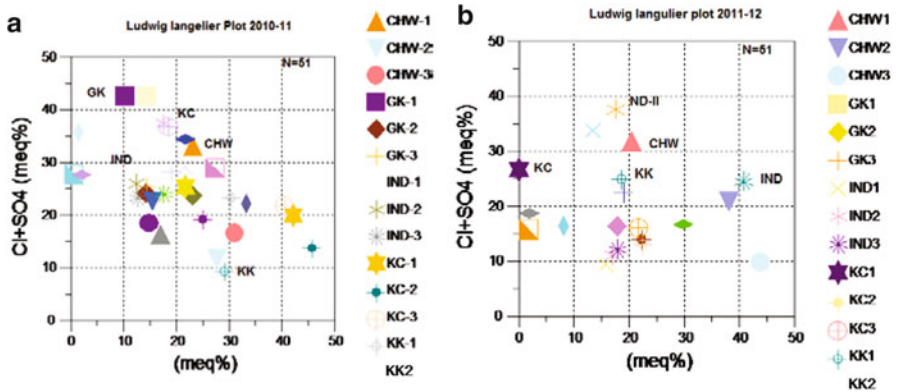 a
Ludwig langelier Plot 2010-11
N=51
Cl+SO4 (meq%)
50
40
30
20
10
0
GK
KC
CHW
IND
KK
0 10 20 30 40 50
(meq%)
CHW-1
CHW-2
CHW-3
GK-1
GK-2
GK-3
IND-1
IND-2
IND-3
KC-1
KC-2
KC-3
KK-1
KK2
b
Ludwig langulier plot 2011-12
N=51
Cl+SO4 (meq%)
50
40
30
20
10
0
ND-II
CHW
KC
KK
IND
0 10 20 30 40 50
(meq%)
CHW1
CHW2
CHW3
GK1
GK2
GK3
IND1
IND2
IND3
KC1
KC2
KC3
KK1
KK2